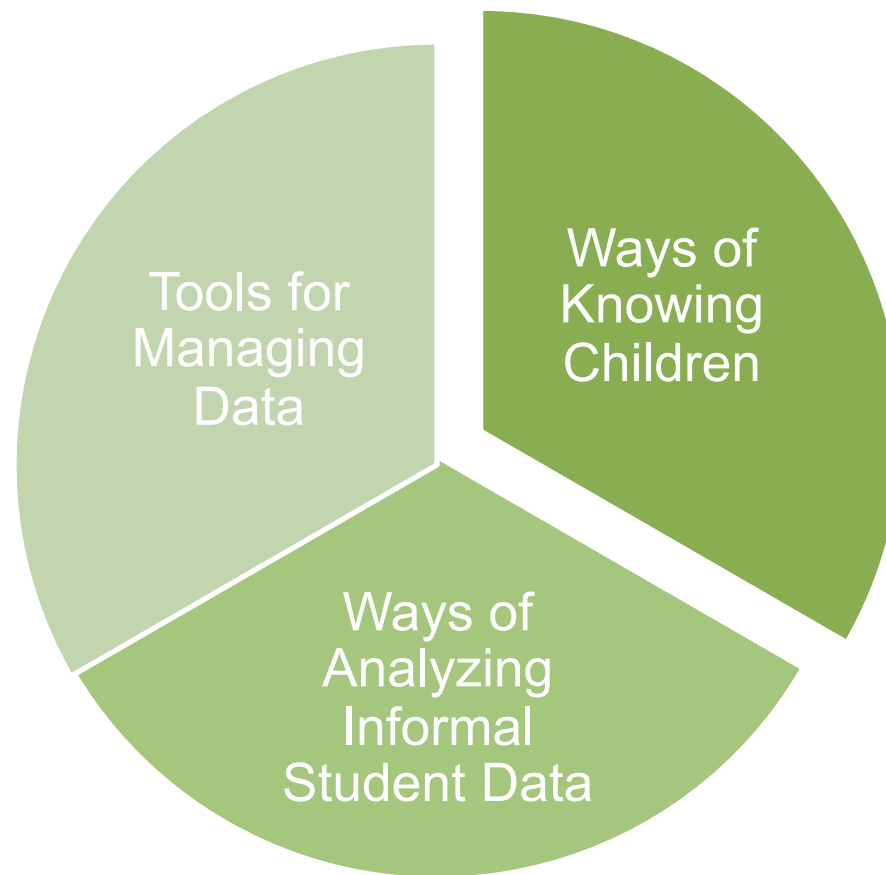 Ways of
Knowing
Children
Tools for
Managing
Data
Ways of
Analyzing
Informal
Student Data